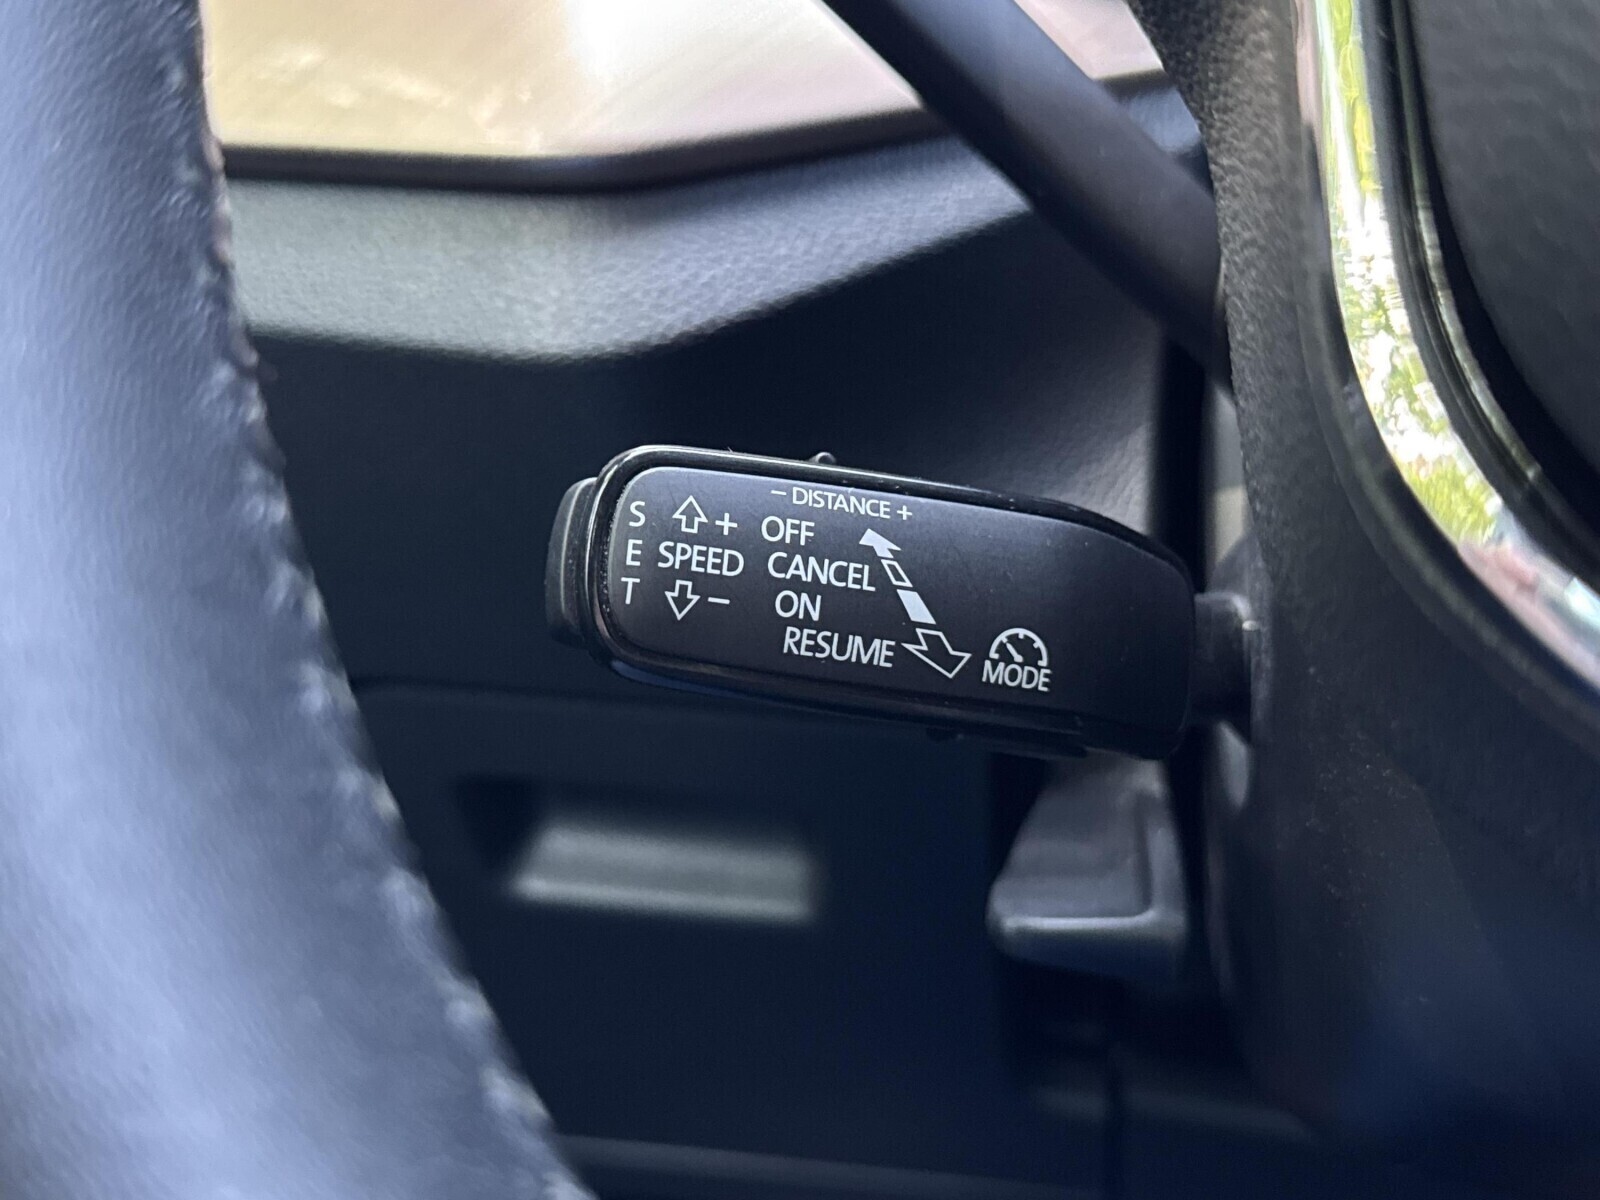 - DISTANCE +
S + OFF
E SPEED CANCEL
T - ON
RESUME
MODE